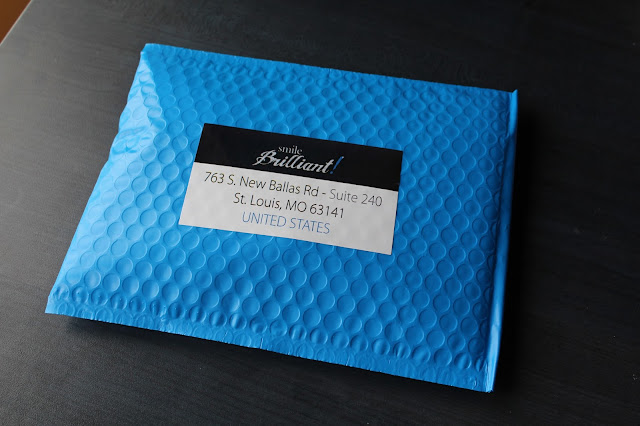 smile
Brilliant!
763 S. New Ballas Rd - Suite 240
St. Louis, MO 63141
UNITED STATES